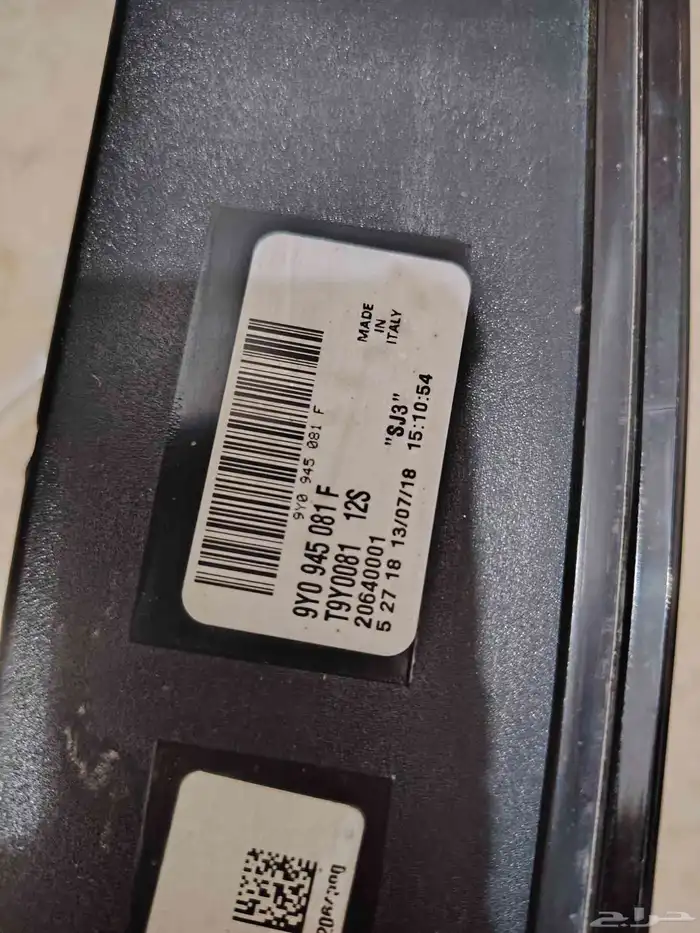 MADE
IN
ITALY
9Y0 945 081 F
9Y0 945 081 F
T9Y0081 12S
20640001 "SJ3"
5 27 18 13/07/18 15:10:54
حراج